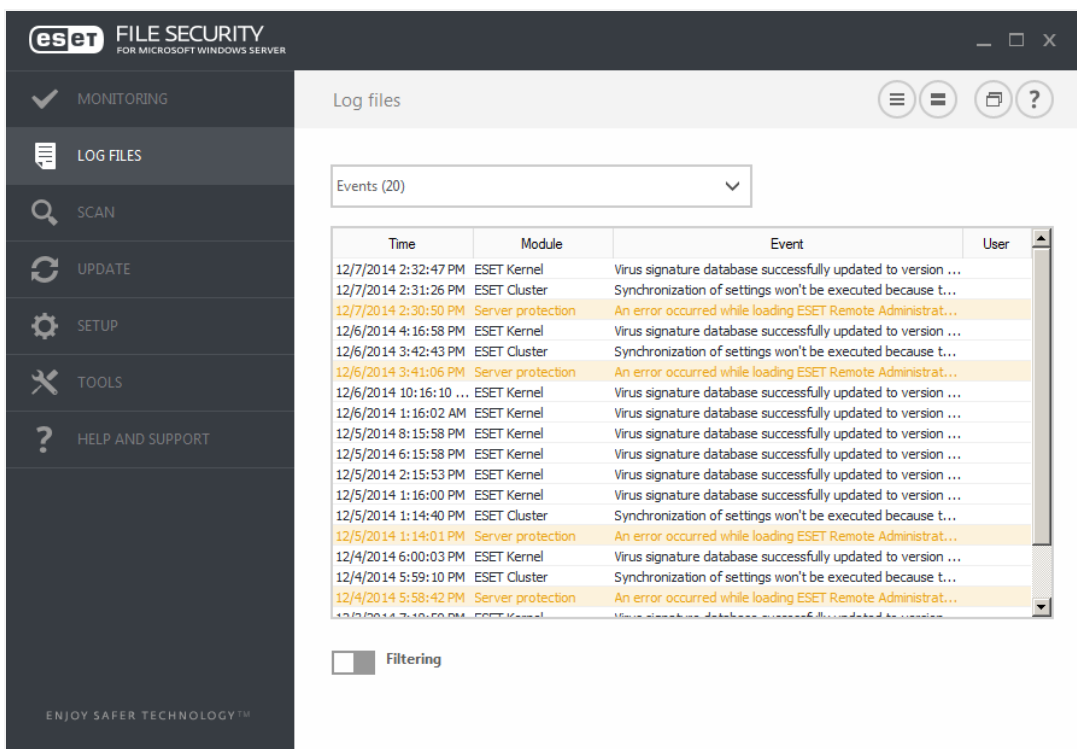 eset FILE SECURITY
FOR MICROSOFT WINDOWS SERVER
MONITORING
LOG FILES
SCAN
UPDATE
SETUP
TOOLS
HELP AND SUPPORT
ENJOY SAFER TECHNOLOGY™
Log files
Events (20)
Time Module Event User
12/7/2014 2:32:47 PM ESET Kernel Virus signature database successfully updated to version ...
12/7/2014 2:31:26 PM ESET Cluster Synchronization of settings won't be executed because t...
12/7/2014 2:30:50 PM Server protection An error occurred while loading ESET Remote Administrat...
12/6/2014 4:16:58 PM ESET Kernel Virus signature database successfully updated to version ...
12/6/2014 3:42:43 PM ESET Cluster Synchronization of settings won't be executed because t...
12/6/2014 3:41:06 PM Server protection An error occurred while loading ESET Remote Administrat...
12/6/2014 10:16:10 ... ESET Kernel Virus signature database successfully updated to version ...
12/6/2014 1:16:02 AM ESET Kernel Virus signature database successfully updated to version ...
12/5/2014 8:15:58 PM ESET Kernel Virus signature database successfully updated to version ...
12/5/2014 6:15:58 PM ESET Kernel Virus signature database successfully updated to version ...
12/5/2014 2:15:53 PM ESET Kernel Virus signature database successfully updated to version ...
12/5/2014 1:16:00 PM ESET Kernel Virus signature database successfully updated to version ...
12/5/2014 1:14:40 PM ESET Cluster Synchronization of settings won't be executed because t...
12/5/2014 1:14:01 PM Server protection An error occurred while loading ESET Remote Administrat...
12/4/2014 6:00:03 PM ESET Kernel Virus signature database successfully updated to version ...
12/4/2014 5:59:10 PM ESET Cluster Synchronization of settings won't be executed because t...
12/4/2014 5:58:42 PM Server protection An error occurred while loading ESET Remote Administrat...
ESET Kernel Virus signature database successfully updated to version
Filtering